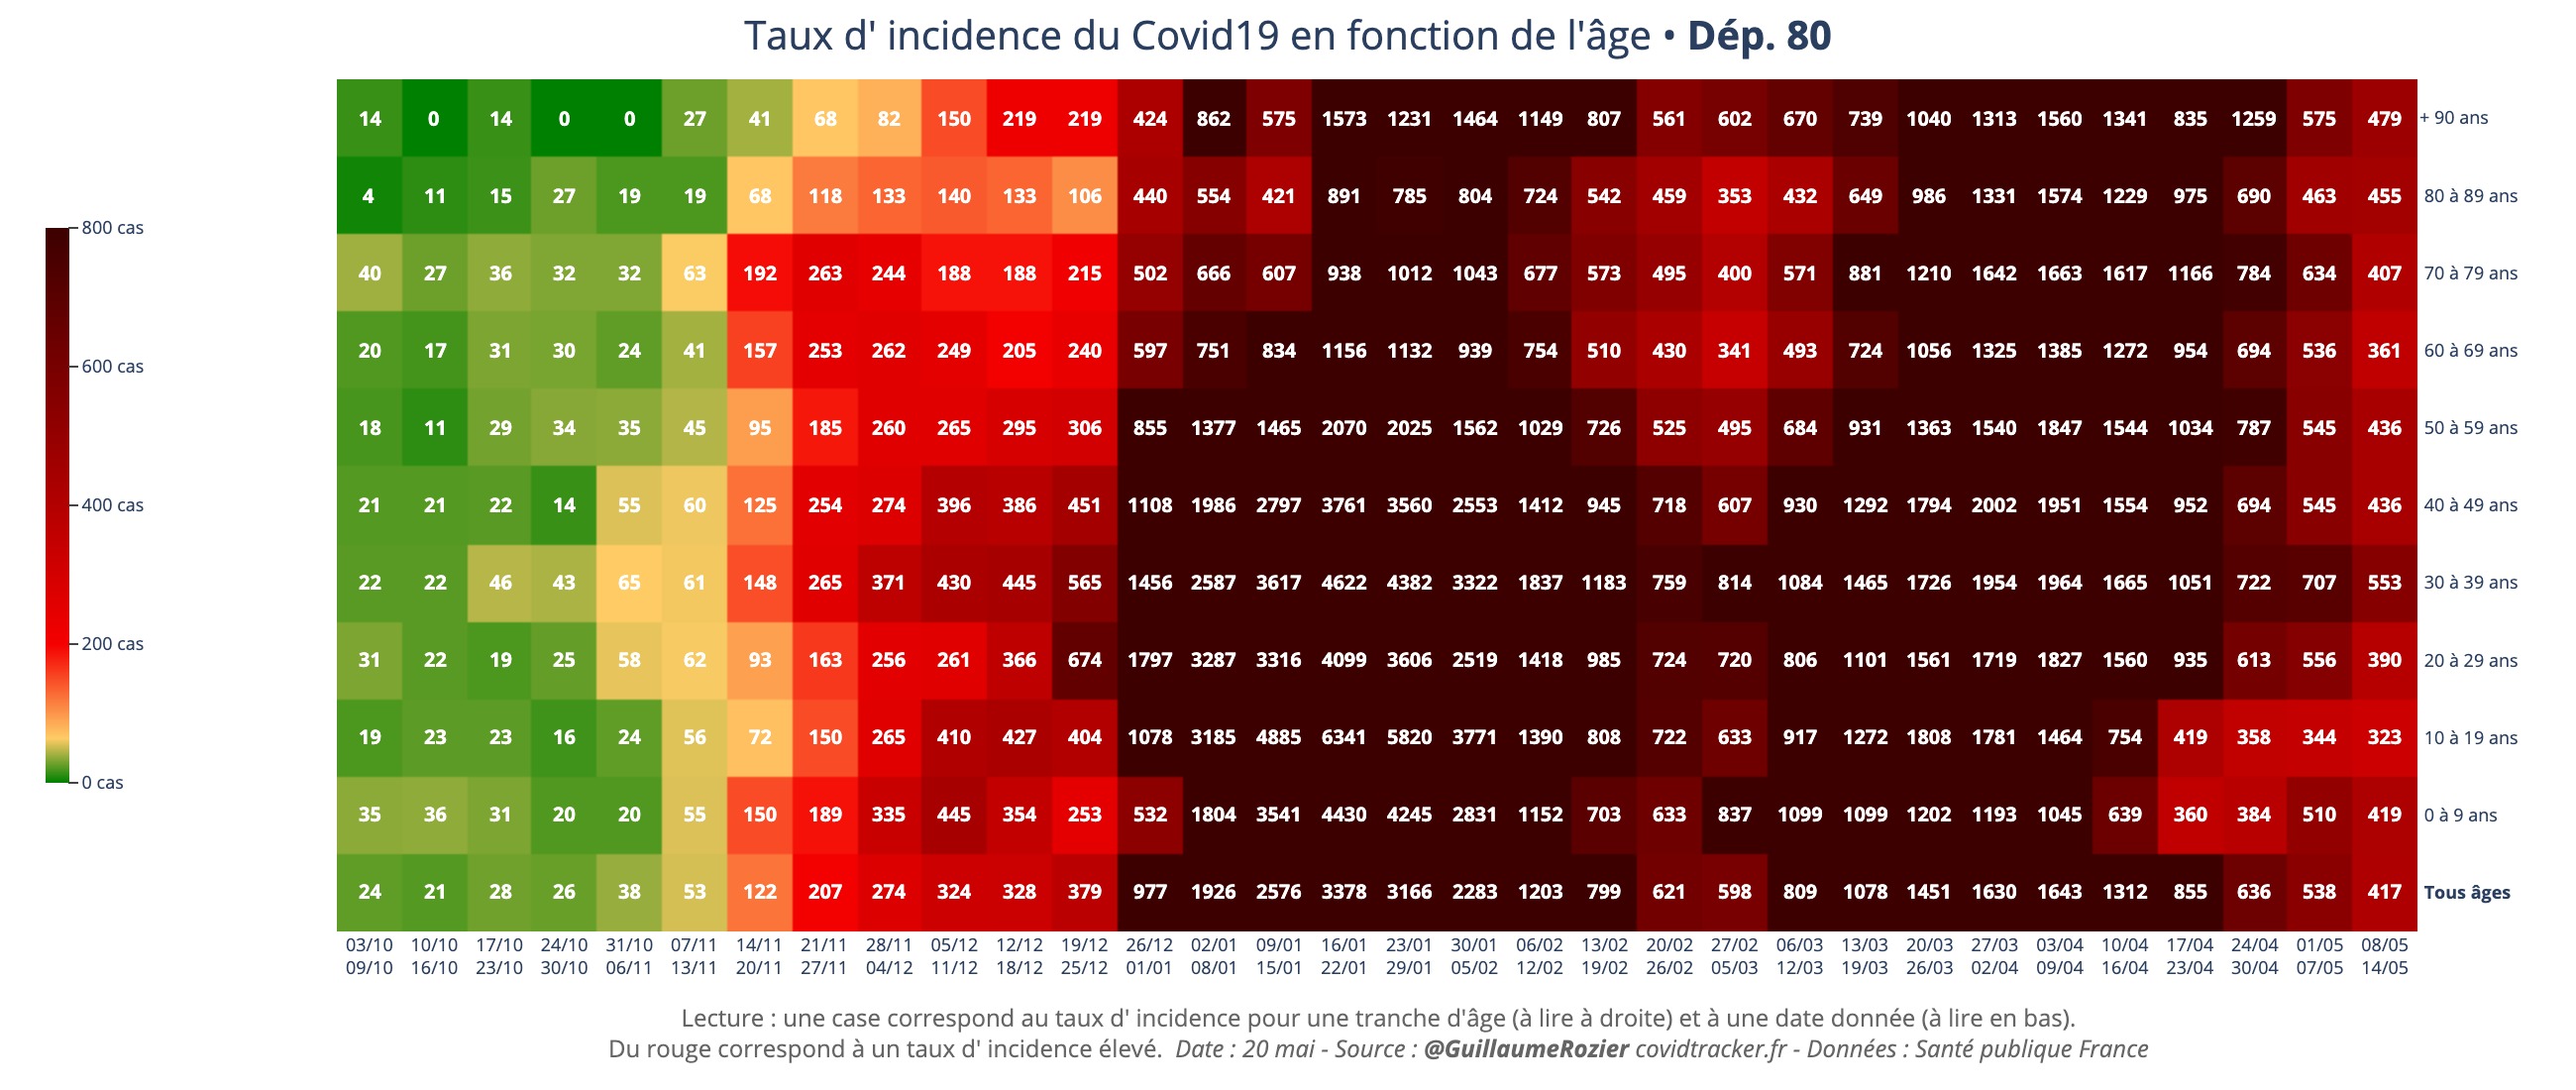 Taux d' incidence du Covid19 en fonction de l'âge • Dép. 80
14 0 14 0 0 27 41 68 82 150 219 219 424 862 575 1573 1231 1464 1149 807 561 602 670 739 1040 1313 1560 1341 835 1259 575 479 + 90 ans
4 11 15 27 19 19 68 118 133 140 133 106 440 554 421 891 785 804 724 542 459 353 432 649 986 1331 1574 1229 975 690 463 455 80 à 89 ans
40 27 36 32 32 63 192 263 244 188 188 215 502 666 607 938 1012 1043 677 573 495 400 571 881 1210 1642 1663 1617 1166 784 634 407 70 à 79 ans
20 17 31 30 24 41 157 253 262 249 205 240 597 751 834 1156 1132 939 754 510 430 341 493 724 1056 1325 1385 1272 954 694 536 361 60 à 69 ans
18 11 29 34 35 45 95 185 260 265 295 306 855 1377 1465 2070 2025 1562 1029 726 525 495 684 931 1363 1540 1847 1544 1034 787 545 436 50 à 59 ans
21 21 22 14 55 60 125 254 274 396 386 451 1108 1986 2797 3761 3560 2553 1412 945 718 607 930 1292 1794 2002 1951 1554 952 694 545 436 40 à 49 ans
22 22 46 43 65 61 148 265 371 430 445 565 1456 2587 3617 4622 4382 3322 1837 1183 759 814 1084 1465 1726 1954 1964 1665 1051 722 707 553 30 à 39 ans
31 22 19 25 58 62 93 163 256 261 366 674 1797 3287 3316 4099 3606 2519 1418 985 724 720 806 1101 1561 1719 1827 1560 935 613 556 390 20 à 29 ans
19 23 23 16 24 56 72 150 265 410 427 404 1078 3185 4885 6341 5820 3771 1390 808 722 633 917 1272 1808 1781 1464 754 419 358 344 323 10 à 19 ans
35 36 31 20 20 55 150 189 335 445 354 253 532 1804 3541 4430 4245 2831 1152 703 633 837 1099 1099 1202 1193 1045 639 360 384 510 419 0 à 9 ans
24 21 28 26 38 53 122 207 274 324 328 379 977 1926 2576 3378 3166 2283 1203 799 621 598 809 1078 1451 1630 1643 1312 855 636 538 417 Tous âges
03/10 10/10 17/10 24/10 31/10 07/11 14/11 21/11 28/11 05/12 12/12 19/12 26/12 02/01 09/01 16/01 23/01 30/01 06/02 13/02 20/02 27/02 06/03 13/03 20/03 27/03 03/04 10/04 17/04 24/04 01/05 08/05
09/10 16/10 23/10 30/10 06/11 13/11 20/11 27/11 04/12 11/12 18/12 25/12 01/01 08/01 15/01 22/01 29/01 05/02 12/02 19/02 26/02 05/03 12/03 19/03 26/03 02/04 09/04 16/04 23/04 30/04 07/05 14/05
800 cas
600 cas
400 cas
200 cas
0 cas
Lecture : une case correspond au taux d' incidence pour une tranche d'âge (à lire à droite) et à une date donnée (à lire en bas).
Du rouge correspond à un taux d' incidence élevé. Date : 20 mai - Source : @GuillaumeRozier covidtracker.fr - Données : Santé publique France